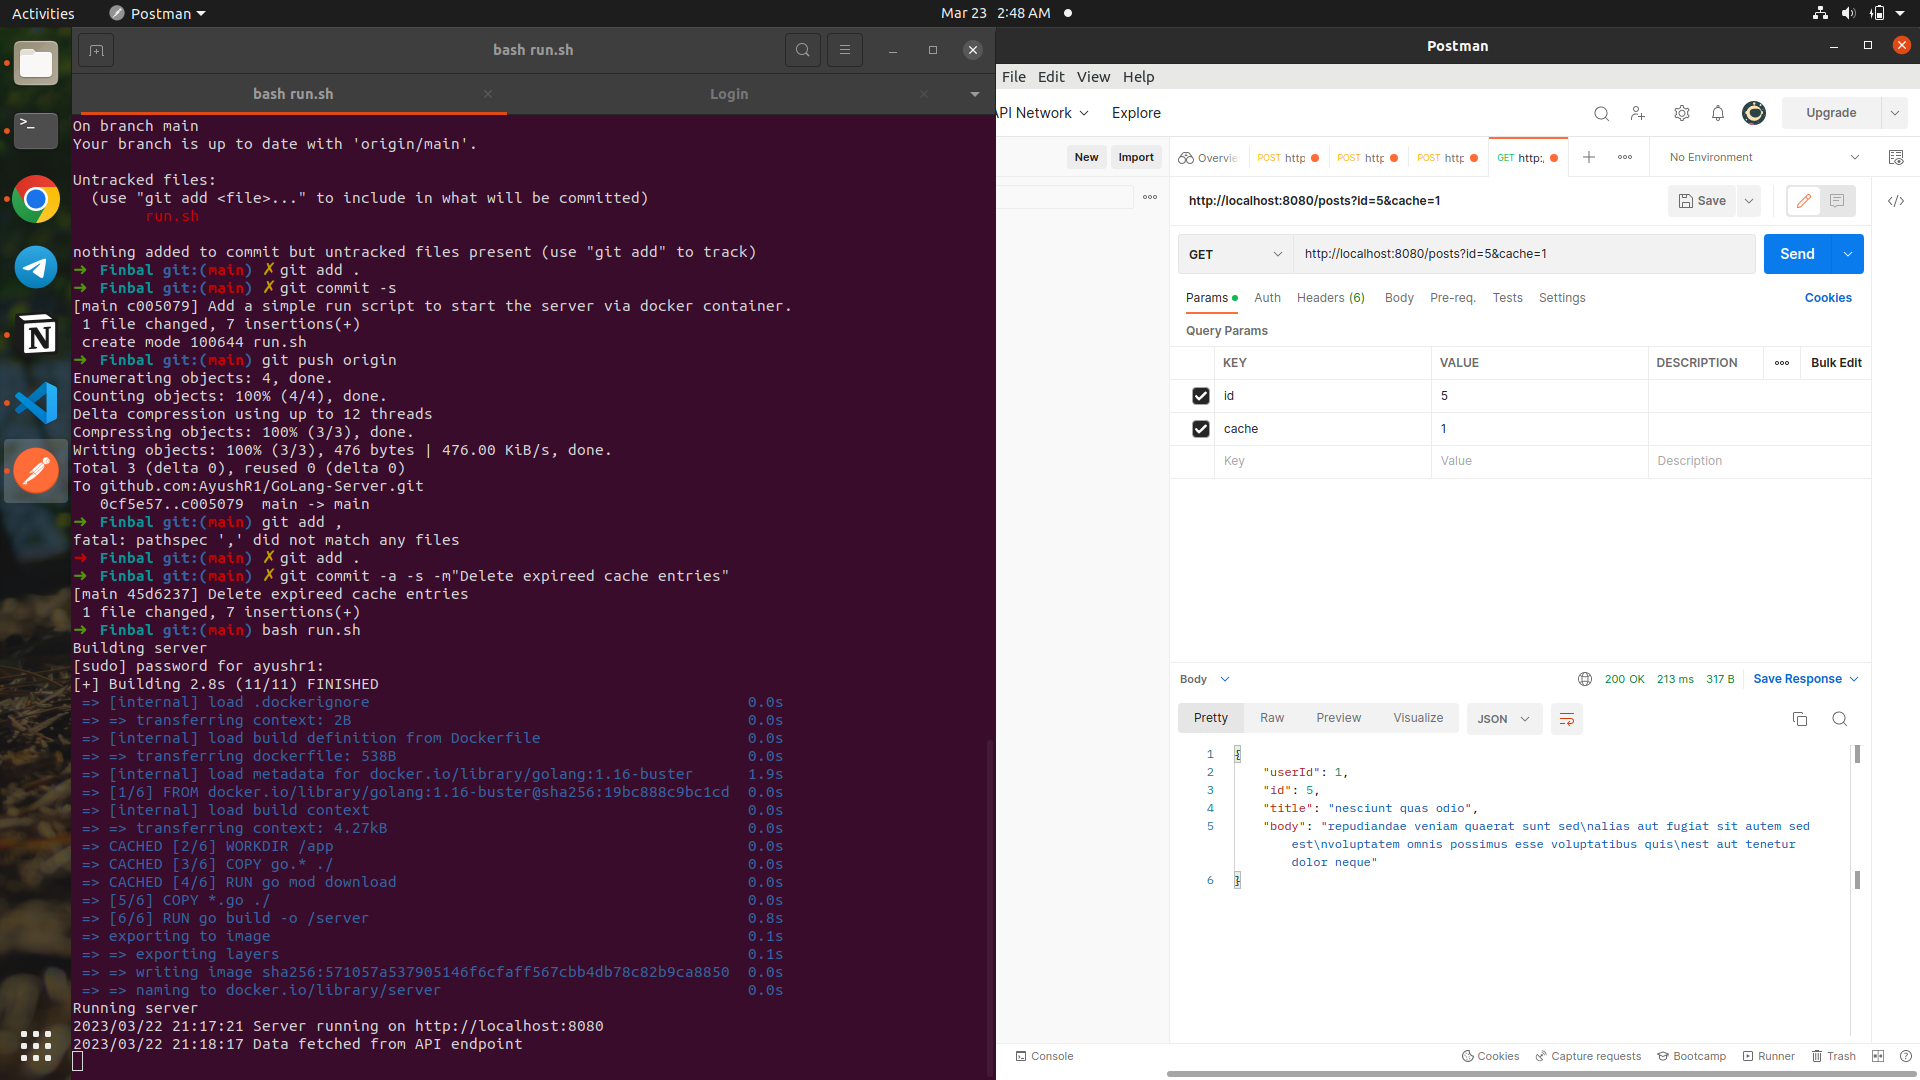 Activities
Postman
Mar 23 2:48 AM
bash run.sh
bash run.sh
Login
On branch main
Your branch is up to date with 'origin/main'.
Untracked files:
(use "git add <file>..." to include in what will be committed)
run.sh
nothing added to commit but untracked files present (use "git add" to track)
➜ Finbal git:(main) ✗ git add .
➜ Finbal git:(main) ✗ git commit -s
[main c005079] Add a simple run script to start the server via docker container.
1 file changed, 7 insertions(+)
create mode 100644 run.sh
➜ Finbal git:(main) git push origin
Enumerating objects: 4, done.
Counting objects: 100% (4/4), done.
Delta compression using up to 12 threads
Compressing objects: 100% (3/3), done.
Writing objects: 100% (3/3), 476 bytes | 476.00 KiB/s, done.
Total 3 (delta 0), reused 0 (delta 0)
To github.com:AyushR1/GoLang-Server.git
0cf5e57..c005079 main -> main
➜ Finbal git:(main) git add ,
fatal: pathspec ',' did not match any files
➜ Finbal git:(main) ✗ git add .
➜ Finbal git:(main) ✗ git commit -a -s -m"Delete expireed cache entries"
[main 45d6237] Delete expireed cache entries
1 file changed, 7 insertions(+)
➜ Finbal git:(main) bash run.sh
Building server
[sudo] password for ayushr1:
[+] Building 2.8s (11/11) FINISHED
=> [internal] load .dockerignore 0.0s
=> => transferring context: 2B 0.0s
=> [internal] load build definition from Dockerfile 0.0s
=> => transferring dockerfile: 538B 0.0s
=> [internal] load metadata for docker.io/library/golang:1.16-buster 1.9s
=> [1/6] FROM docker.io/library/golang:1.16-buster@sha256:19bc888c9bc1cd 0.0s
=> [internal] load build context 0.0s
=> => transferring context: 4.27kB 0.0s
=> CACHED [2/6] WORKDIR /app 0.0s
=> CACHED [3/6] COPY go.* ./ 0.0s
=> CACHED [4/6] RUN go mod download 0.0s
=> [5/6] COPY *.go ./ 0.0s
=> [6/6] RUN go build -o /server 0.8s
=> exporting to image 0.1s
=> => exporting layers 0.1s
=> => writing image sha256:571057a537905146f6cfaff567cbb4db78c82b9ca8850 0.0s
=> => naming to docker.io/library/server 0.0s
Running server
2023/03/22 21:17:21 Server running on http://localhost:8080
2023/03/22 21:18:17 Data fetched from API endpoint
Postman
File Edit View Help
API Network Explore
Upgrade
New Import Overvie POST http POST http POST http GET http:, No Environment
http://localhost:8080/posts?id=5&cache=1
Save
GET http://localhost:8080/posts?id=5&cache=1 Send
Params Auth Headers (6) Body Pre-req. Tests Settings Cookies
Query Params
KEY VALUE DESCRIPTION Bulk Edit
id 5
cache 1
Key Value Description
Body 200 OK 213 ms 317 B Save Response
Pretty Raw Preview Visualize JSON
1 {
2 "userId": 1,
3 "id": 5,
4 "title": "nesciunt quas odio",
5 "body": "repudiandae veniam quaerat sunt sed\nalias aut fugiat sit autem sed
est\nvoluptatem omnis possimus esse voluptatibus quis\nest aut tenetur
dolor neque"
6 }
Console Cookies Capture requests Bootcamp Runner Trash